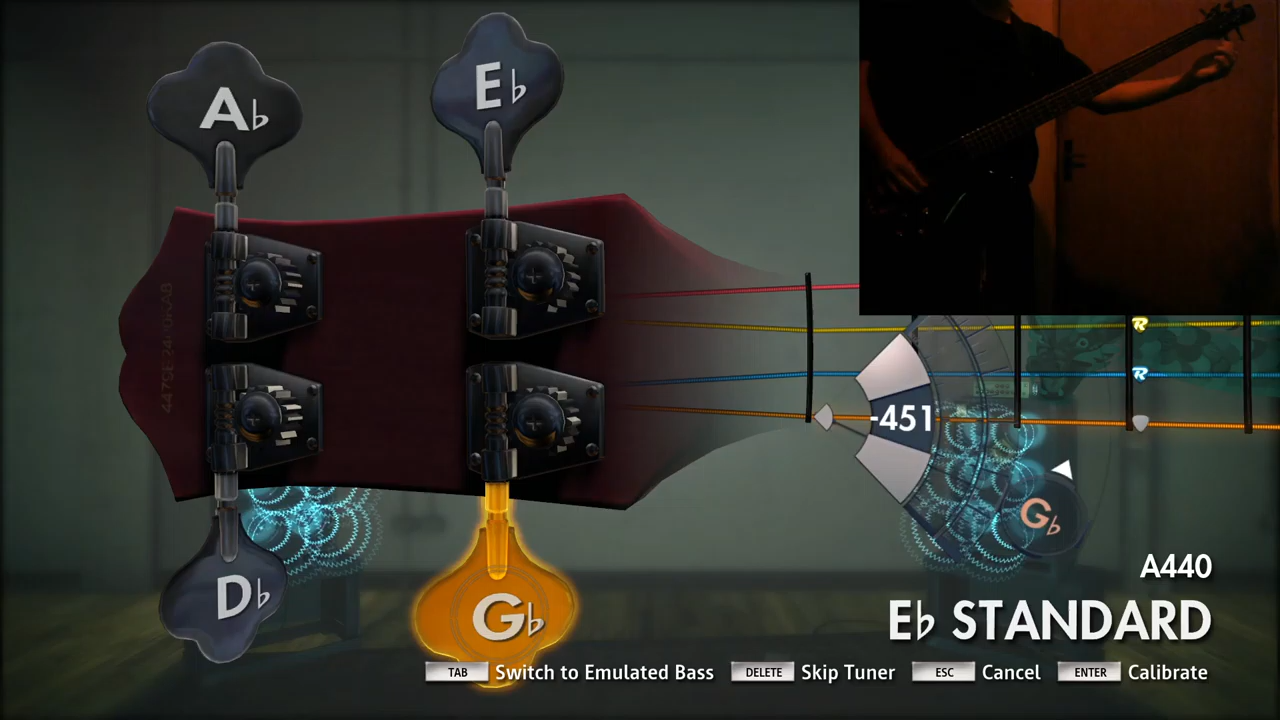 A♭
E♭
-451
G♭
D♭
G♭
A440
E♭ STANDARD
TAB Switch to Emulated Bass DELETE Skip Tuner ESC Cancel ENTER Calibrate